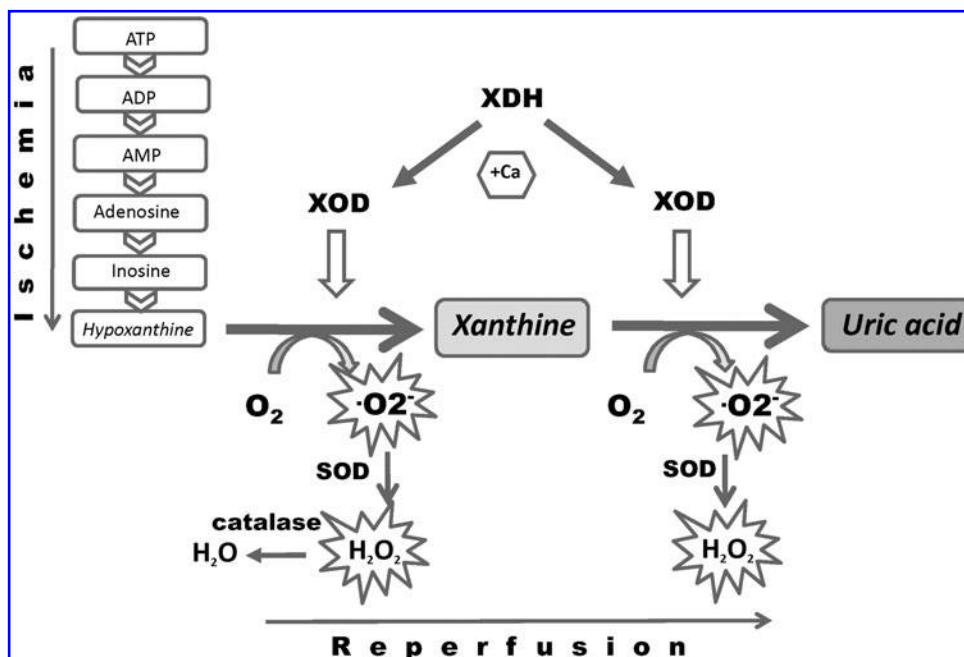 Ischemia
ATP
ADP
AMP
Adenosine
Inosine
Hypoxanthine
XDH
+Ca
XOD
XOD
Xanthine
Uric acid
O₂
·O2⁻
O₂
·O2⁻
SOD
SOD
catalase
H₂O
H₂O₂
H₂O₂
Reperfusion